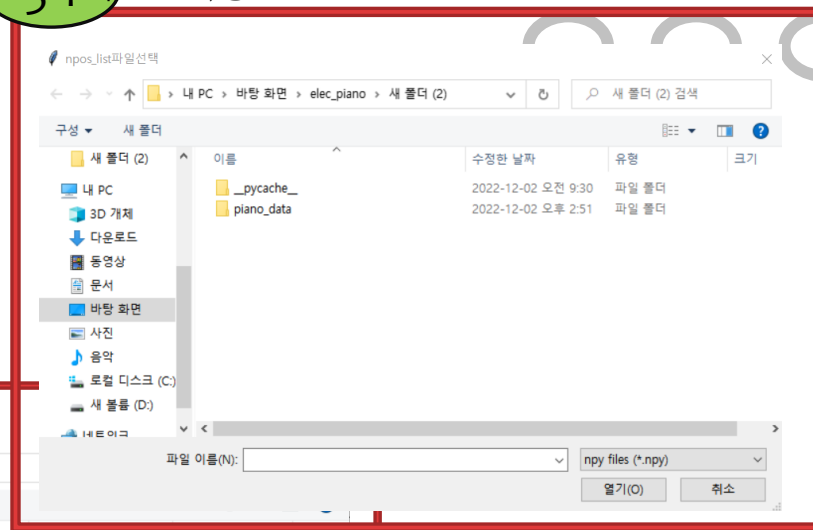 npos_list파일선택
내 PC › 바탕 화면 › elec_piano › 새 폴더 (2)
새 폴더 (2) 검색
구성 새 폴더
이름 수정한 날짜 유형 크기
새 폴더 (2)
내 PC
3D 개체
다운로드
동영상
문서
바탕 화면
사진
음악
로컬 디스크 (C:)
새 볼륨 (D:)
네트워크
__pycache__ 2022-12-02 오전 9:30 파일 폴더
piano_data 2022-12-02 오후 2:51 파일 폴더
파일 이름(N):
npy files (*.npy)
열기(O) 취소